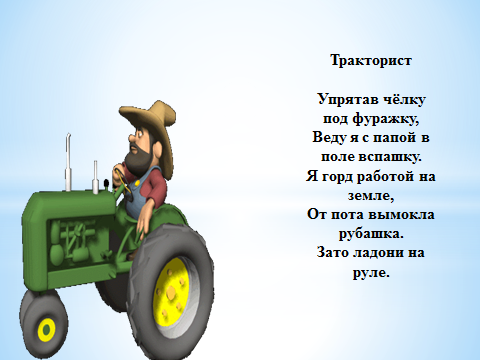 Тракторист
Упрятав чёлку
под фуражку,
Веду я с папой в
поле вспашку.
Я горд работой на
земле,
От пота вымокла
рубашка.
Зато ладони на
руле.